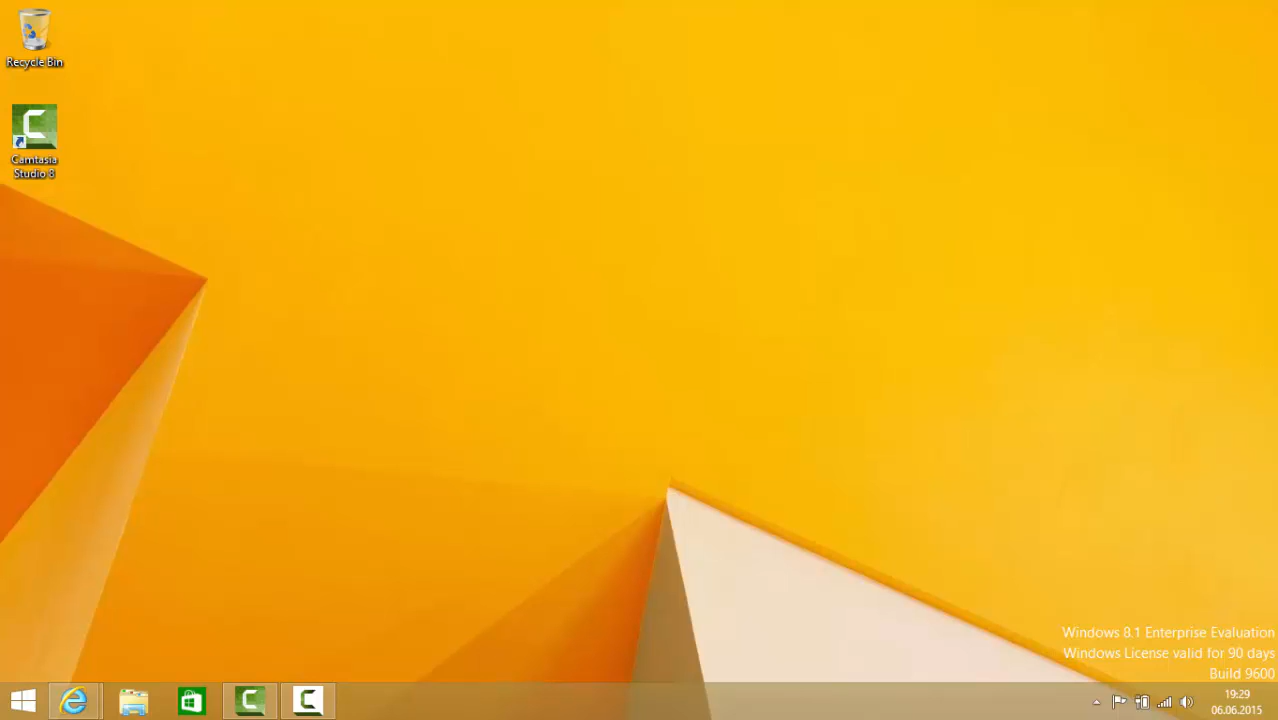 Recycle Bin
Camtasia
Studio 8
Windows 8.1 Enterprise Evaluation
Windows License valid for 90 days
Build 9600
19:29
06.06.2015